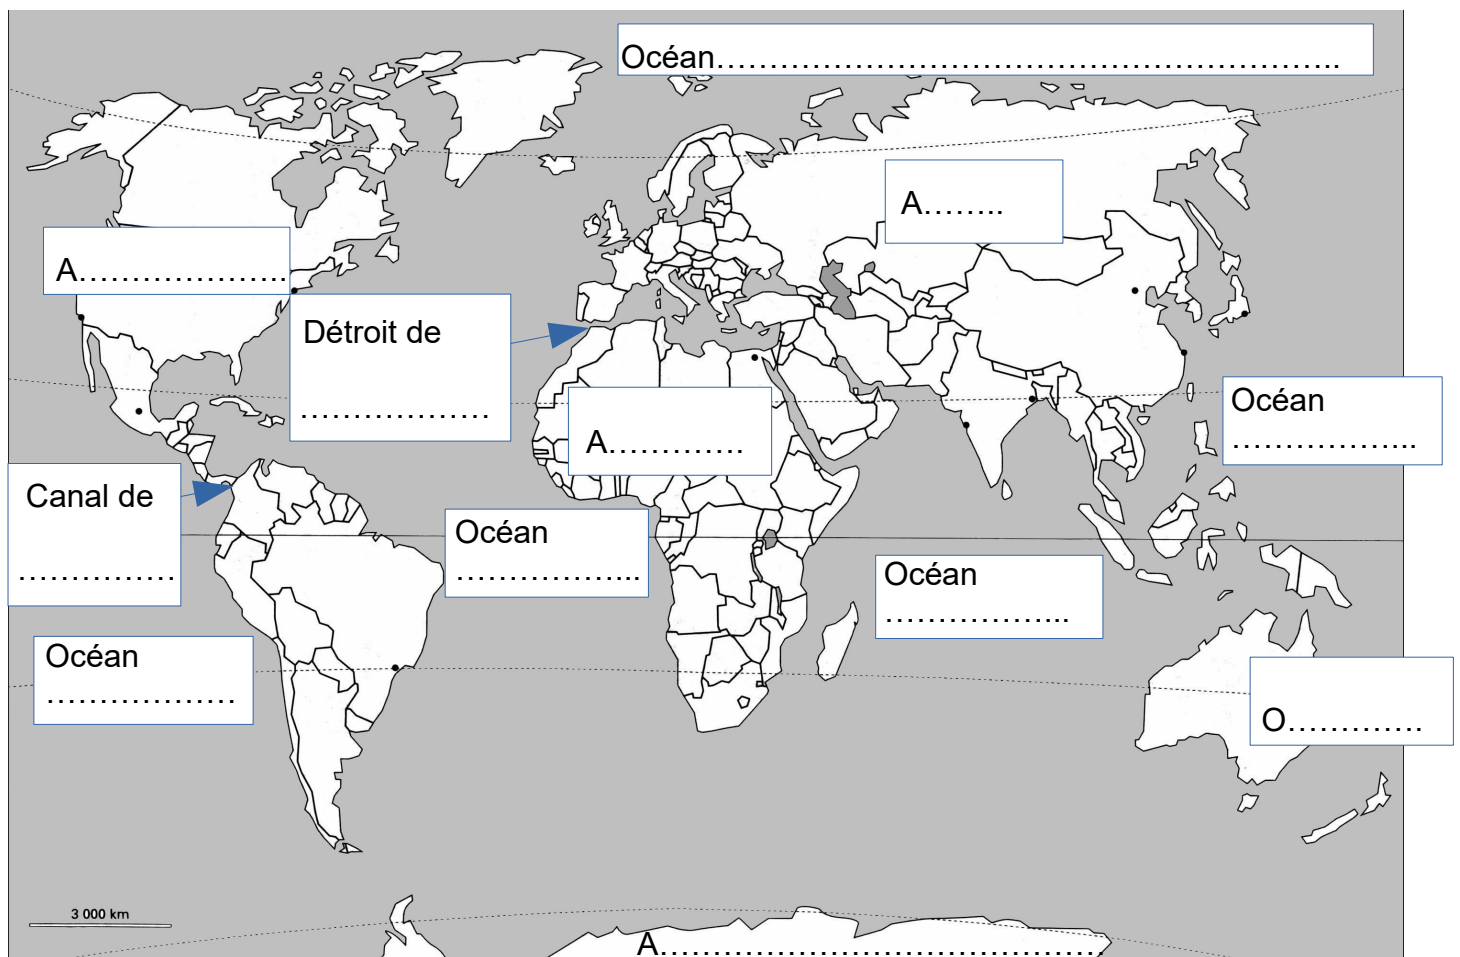 Océan…………………………………………………..
A……..
A………………..
Détroit de
………………
A………….
Océan
……………..
Canal de
……………
Océan
……………...
Océan
……………...
Océan
………………
O………….
3 000 km
A…………………………………….